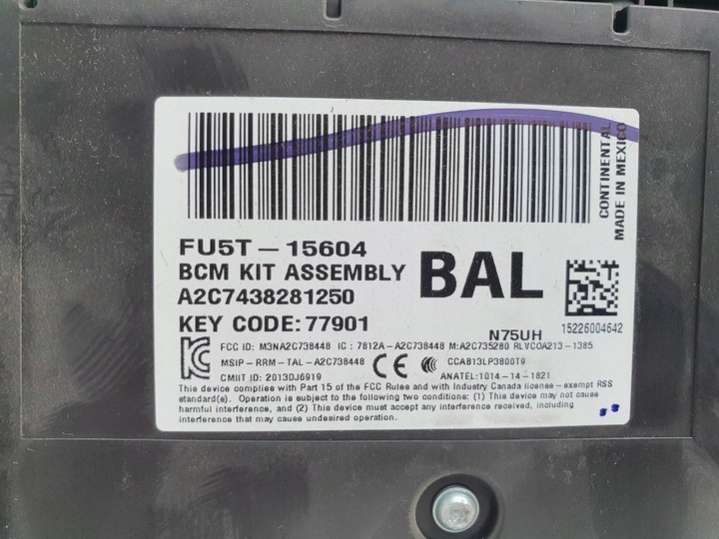 CONTINENTAL
MADE IN MEXICO
FU5T-15604
BCM KIT ASSEMBLY
A2C7438281250
KEY CODE:77901
BAL
N75UH
15226004642
FCC ID: M3NA2C738448 IC : 7812A-A2C738448 M:A2C735280 RLVCOA213-1385
MSIP-RRM-TAL-A2C738448 CE CCAB13LP3800T9
CMIIT ID: 2013DJ6919 ANATEL:1014-14-1821
This device complies with Part 15 of the FCC Rules and with Industry Canada license - exempt RSS
standard(s). Operation is subject to the following two conditions: (1) This device may not cause
harmful interference, and (2) This device must accept any interference received, including
interference that may cause undesired operation.